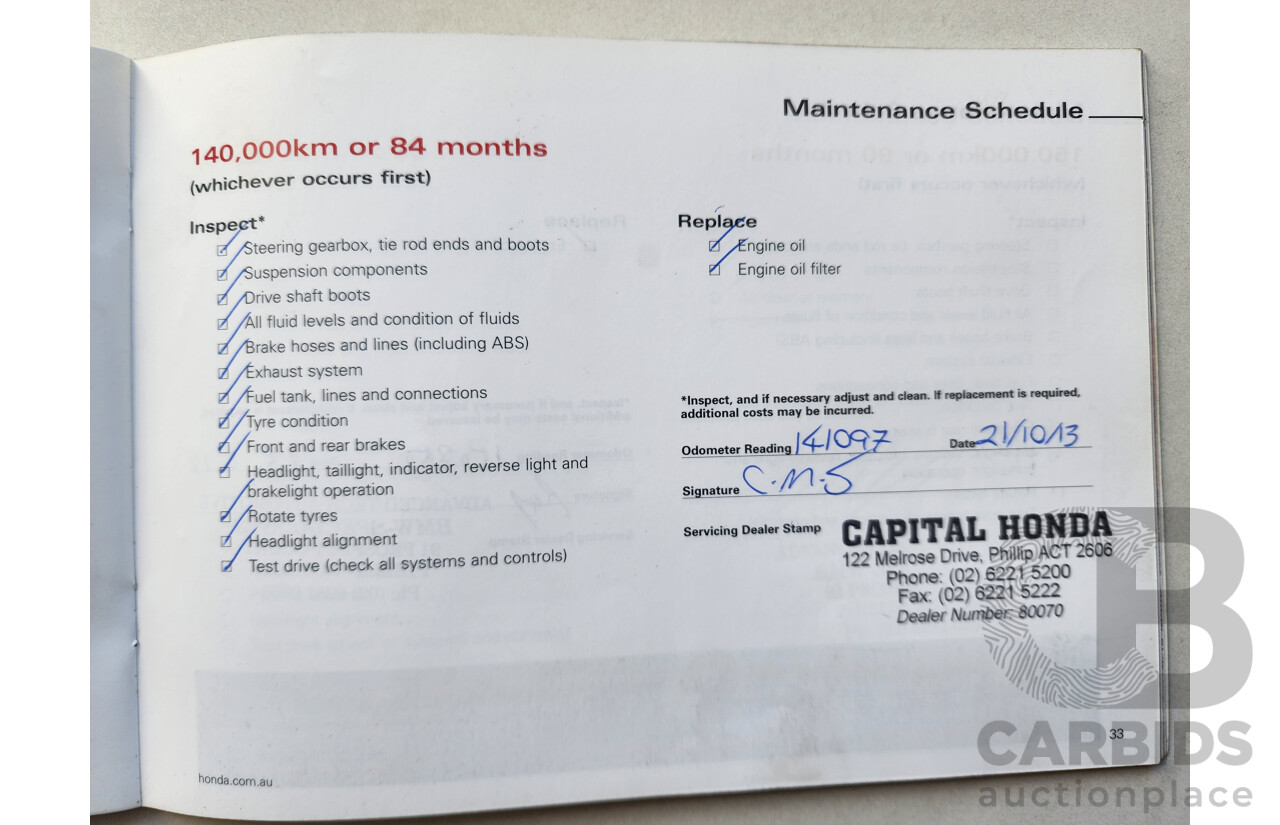 Maintenance Schedule
140,000km or 84 months
(whichever occurs first)
Inspect*
Steering gearbox, tie rod ends and boots
Suspension components
Drive shaft boots
All fluid levels and condition of fluids
Brake hoses and lines (including ABS)
Exhaust system
Fuel tank, lines and connections
Tyre condition
Front and rear brakes
Headlight, taillight, indicator, reverse light and
brakelight operation
Rotate tyres
Headlight alignment
Test drive (check all systems and controls)
Replace
Engine oil
Engine oil filter
*Inspect, and if necessary adjust and clean. If replacement is required,
additional costs may be incurred.
Odometer Reading 141097 Date 21/10/13
Signature C.M.S
Servicing Dealer Stamp
CAPITAL HONDA
122 Melrose Drive, Phillip ACT 2606
Phone: (02) 6221 5200
Fax: (02) 6221 5222
Dealer Number: 80070
33
honda.com.au
CARBIDS
auctionplace